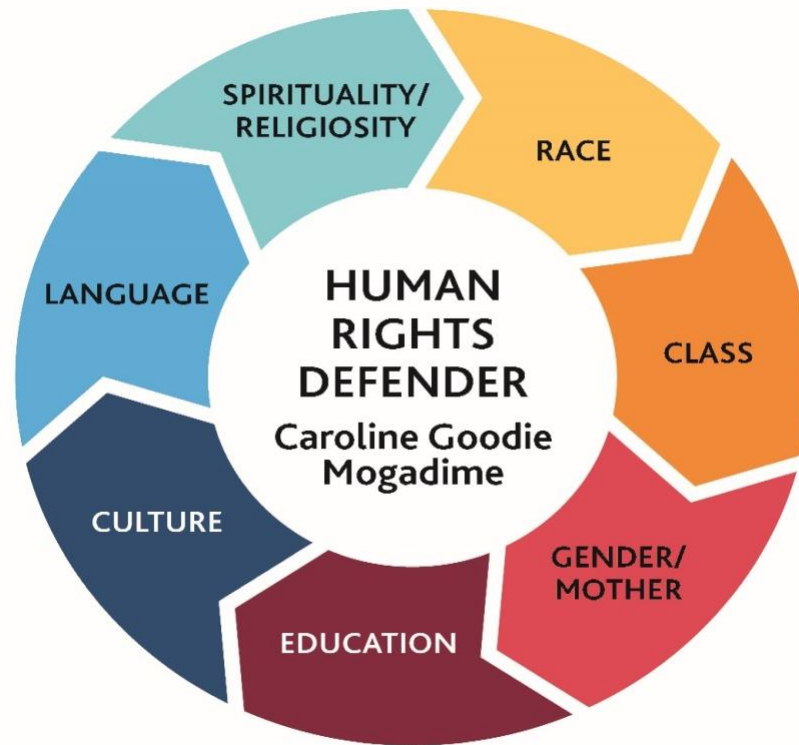 HUMAN
RIGHTS
DEFENDER
Caroline Goodie
Mogadime
SPIRITUALITY/
RELIGIOSITY
RACE
CLASS
GENDER/
MOTHER
EDUCATION
CULTURE
LANGUAGE